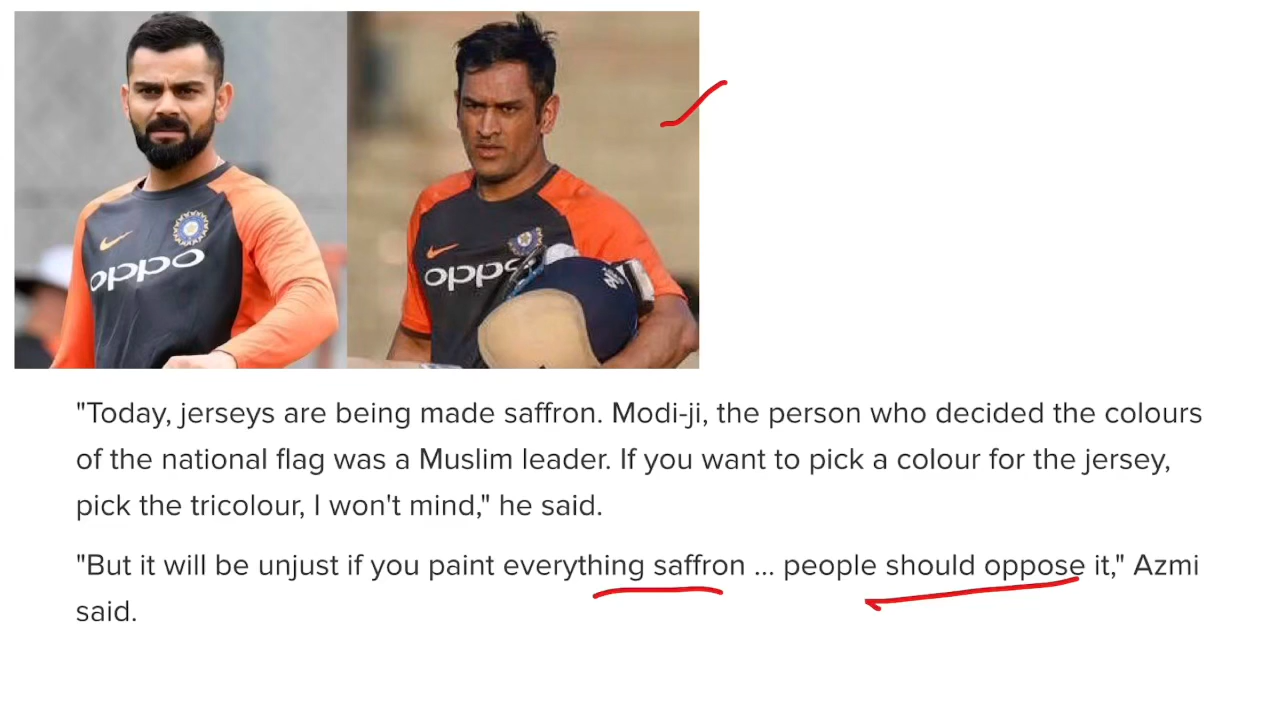 oppo
oppo
"Today, jerseys are being made saffron. Modi-ji, the person who decided the colours
of the national flag was a Muslim leader. If you want to pick a colour for the jersey,
pick the tricolour, I won't mind," he said.
"But it will be unjust if you paint everything saffron ... people should oppose it," Azmi
said.